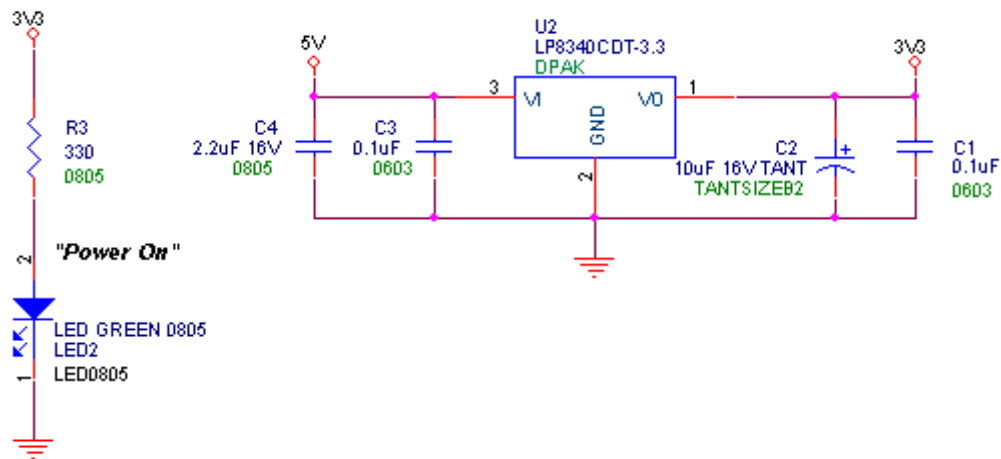 3V3
R3
330
0805
2
"Power On"
LED GREEN 0805
LED2
1
LED0805
5V
C4
2.2uF 16V
0805
C3
0.1uF
0603
U2
LP8340CDT-3.3
DPAK
3
VI
VO
GND
1
2
3V3
C2
10uF 16V TANT
TANTSIZEB2
+
C1
0.1uF
0603